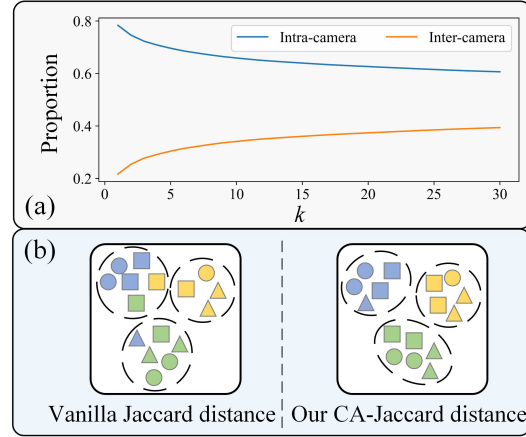 0.8
Intra-camera
Inter-camera
0.6
Proportion
0.4
0.2
0
5
10
15
20
25
30
k
(a)
(b)
Vanilla Jaccard distance
Our CA-Jaccard distance